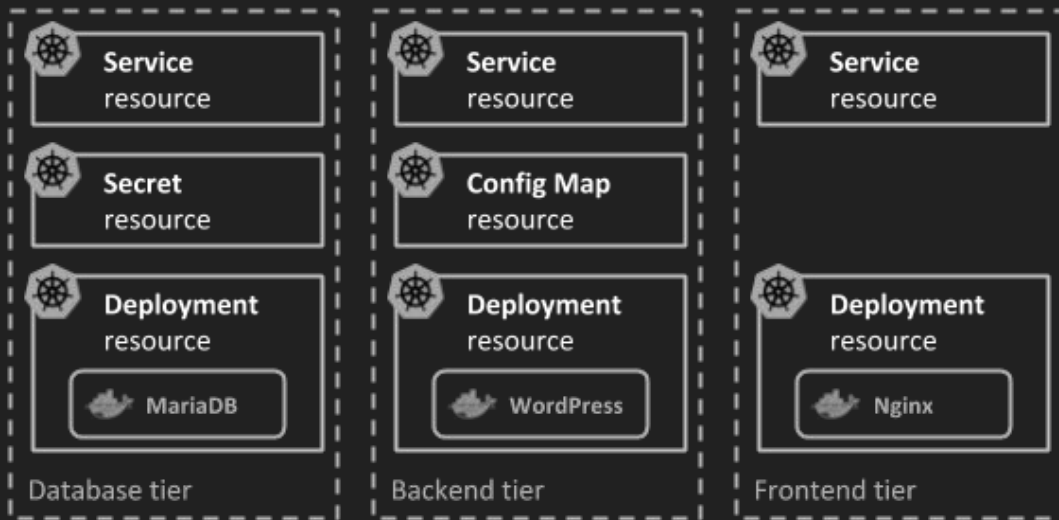 Service
resource
Secret
resource
Deployment
resource
MariaDB
Database tier
Service
resource
Config Map
resource
Deployment
resource
WordPress
Backend tier
Service
resource
Deployment
resource
Nginx
Frontend tier